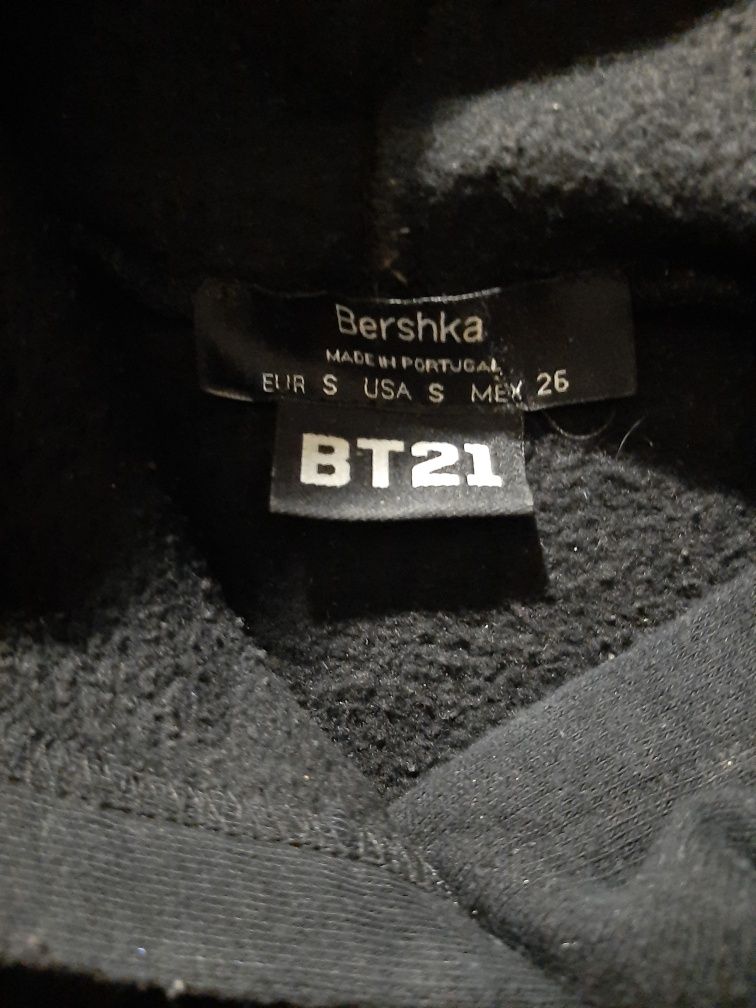 Bershka
MADE IN PORTUGAL
EUR S USA S MEX 26
BT21